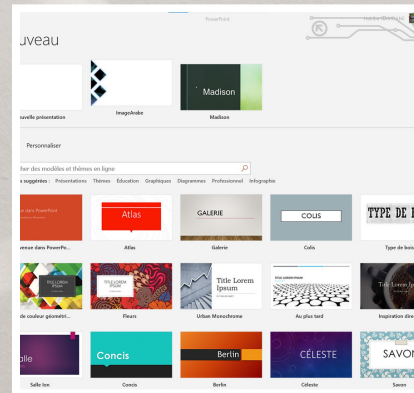 PowerPoint
uveau
Madison
uvelle présentation
ImageArabe
Madison
Personnaliser
her des modèles et thèmes en ligne
s suggérées : Présentations Thèmes Éducation Graphiques Diagrammes Professionnel Infographie
Atlas
GALERIE
COLIS
TYPE DE B
venue dans PowerPo...
Atlas
Galerie
Colis
Type de bois
TITLE LOREM
IPSUM
TITLE LOREM
IPSUM
Title Lorem
Ipsum
TITLE LOREM IPSUM
Title Lorem Ip
de couleur géométri...
Fleurs
Urban Monochrome
Au plus tard
Inspiration dire
alle
Concis
Berlin
CÉLESTE
SAVON
Salle Ion
Concis
Berlin
Céleste
Savon